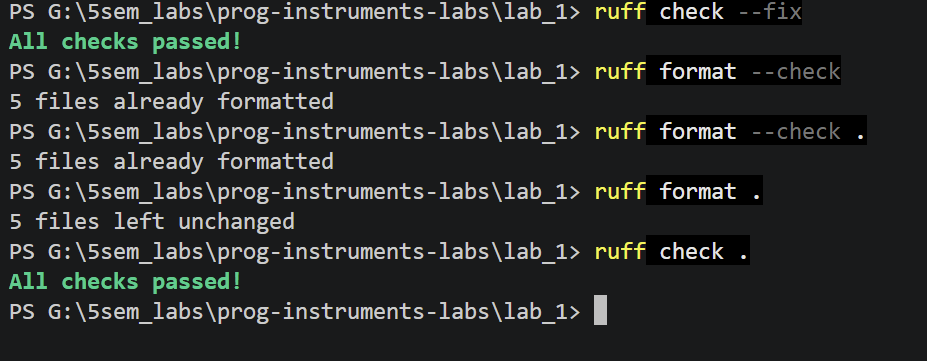 PS G:\5sem_labs\prog-instruments-labs\lab_1> ruff check --fix
All checks passed!
PS G:\5sem_labs\prog-instruments-labs\lab_1> ruff format --check
5 files already formatted
PS G:\5sem_labs\prog-instruments-labs\lab_1> ruff format --check .
5 files already formatted
PS G:\5sem_labs\prog-instruments-labs\lab_1> ruff format .
5 files left unchanged
PS G:\5sem_labs\prog-instruments-labs\lab_1> ruff check .
All checks passed!
PS G:\5sem_labs\prog-instruments-labs\lab_1>